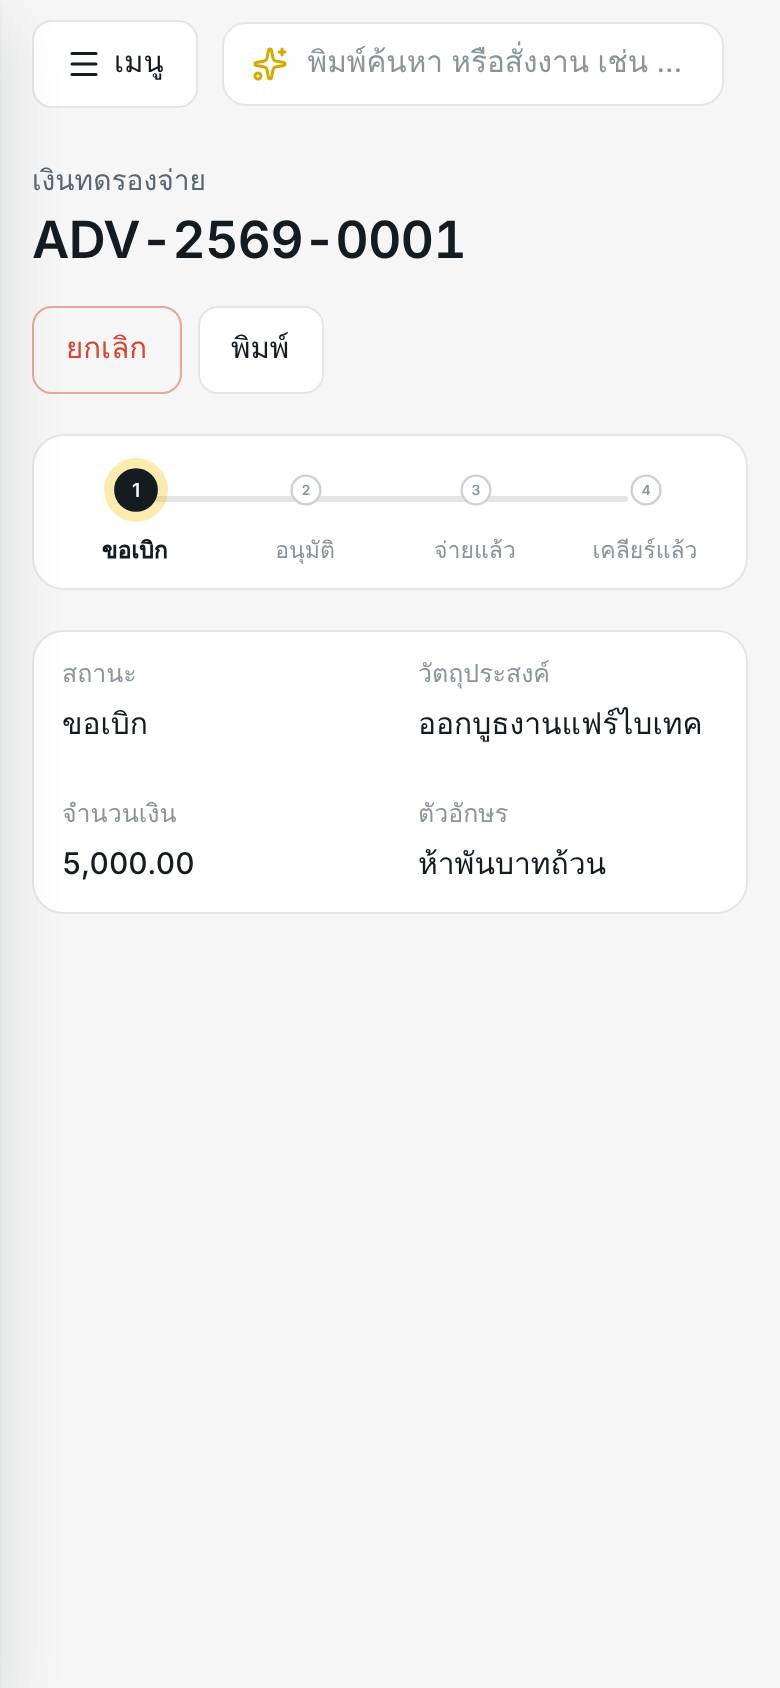 เมนู
พิมพ์ค้นหา หรือสั่งงาน เช่น ...
เงินทดรองจ่าย
ADV-2569-0001
ยกเลิก พิมพ์
1 2 3 4
ขอเบิก อนุมัติ จ่ายแล้ว เคลียร์แล้ว
สถานะ วัตถุประสงค์
ขอเบิก ออกบูธงานแฟร์ไบเทค
จำนวนเงิน ตัวอักษร
5,000.00 ห้าพันบาทถ้วน